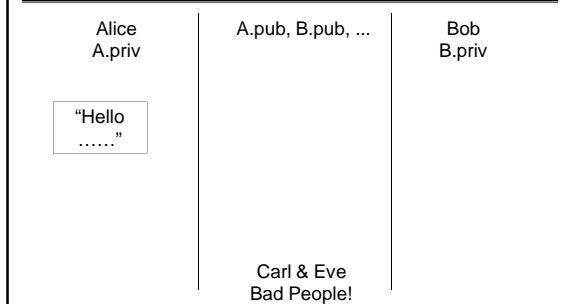 Alice
A.priv
A.pub, B.pub, ...
Bob
B.priv
“Hello
……”
Carl & Eve
Bad People!